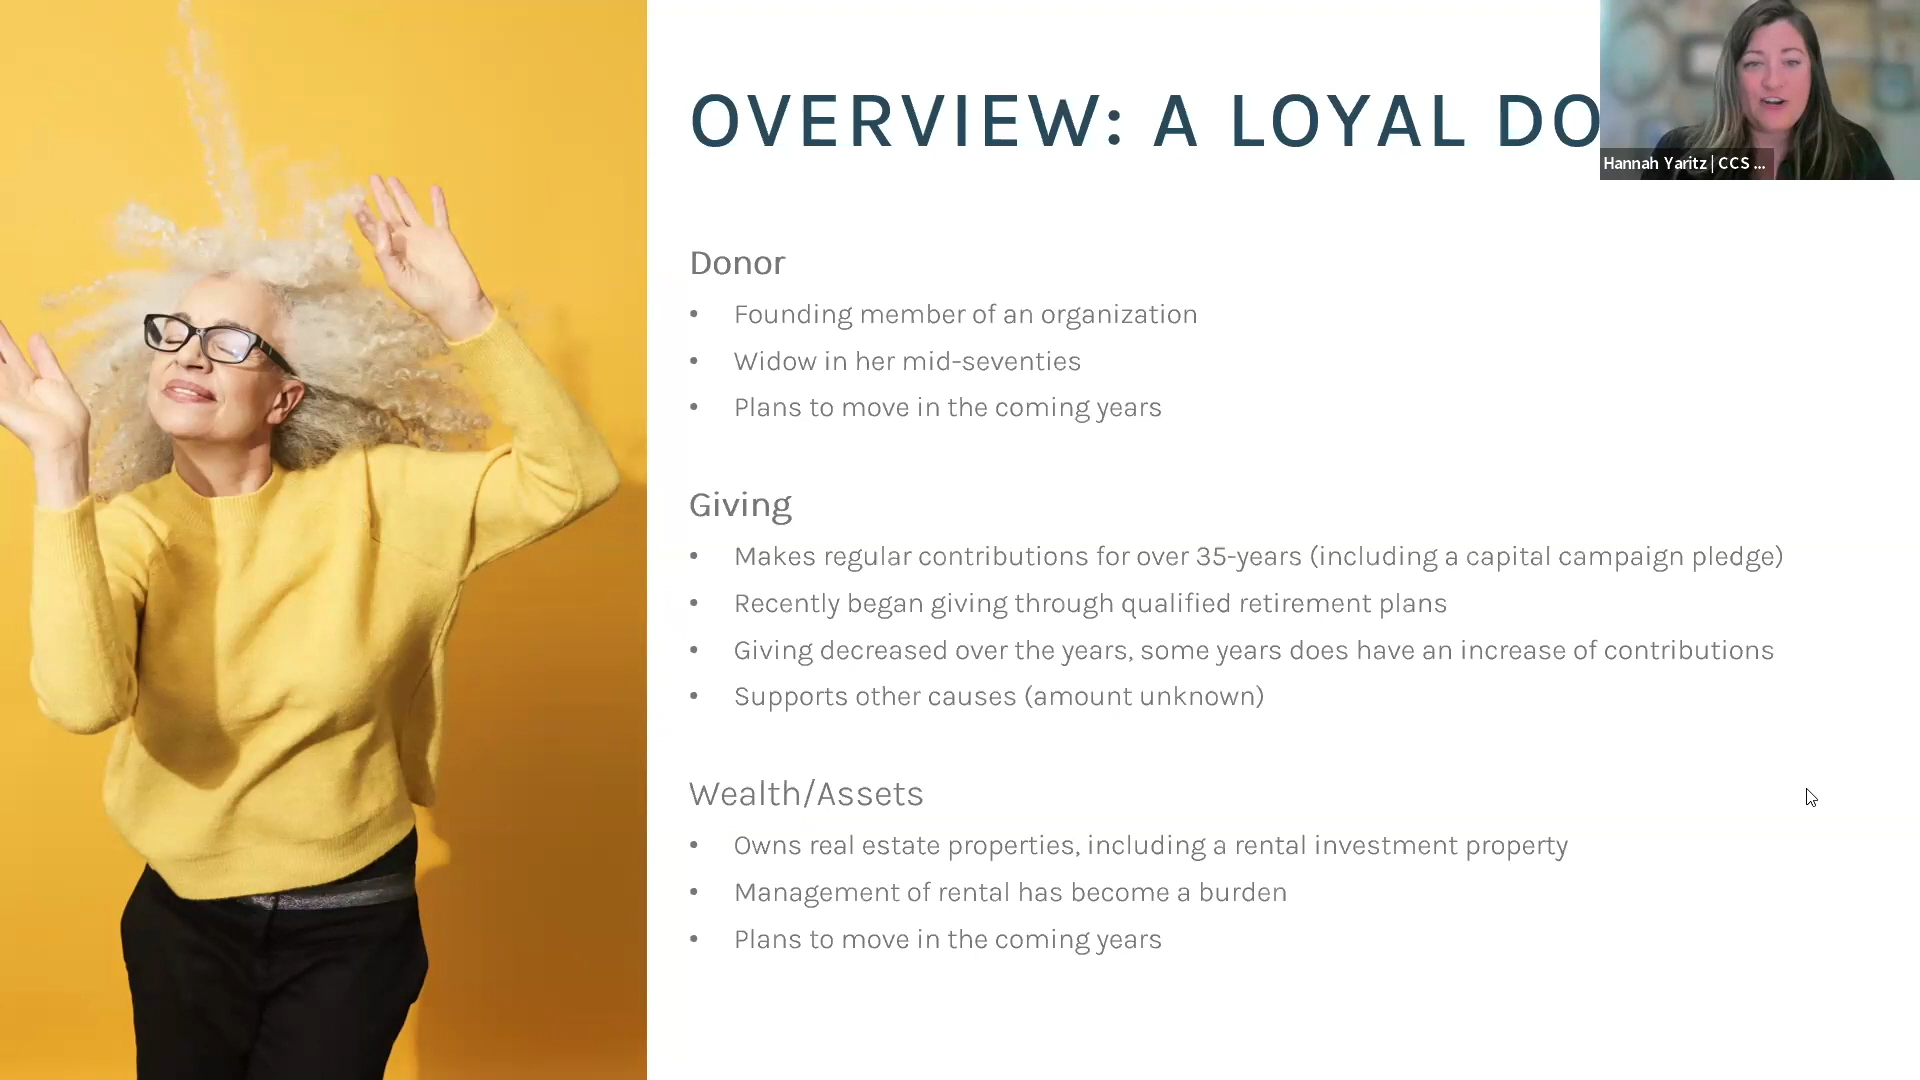 OVERVIEW: A LOYAL DO
Hannah Yaritz | CCS ...
Donor
• Founding member of an organization
• Widow in her mid-seventies
• Plans to move in the coming years
Giving
• Makes regular contributions for over 35-years (including a capital campaign pledge)
• Recently began giving through qualified retirement plans
• Giving decreased over the years, some years does have an increase of contributions
• Supports other causes (amount unknown)
Wealth/Assets
• Owns real estate properties, including a rental investment property
• Management of rental has become a burden
• Plans to move in the coming years